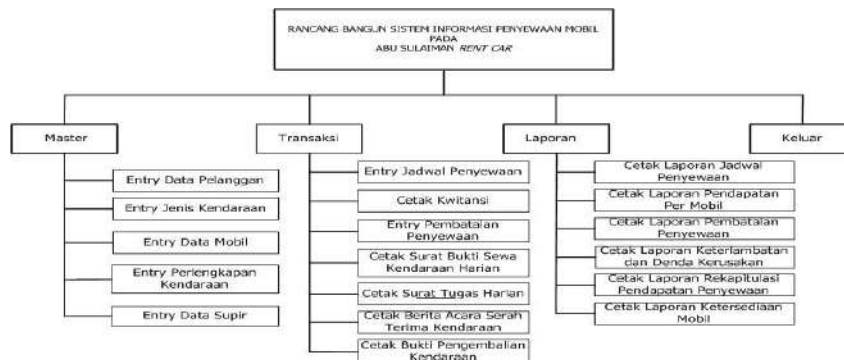 RANCANG BANGUN SISTEM INFORMASI PENYEWAAN MOBIL
PADA
ABU SULAIMAN RENT CAR
Master
Transaksi
Laporan
Keluar
Entry Data Pelanggan
Entry Jenis Kendaraan
Entry Data Mobil
Entry Perlengkapan
Kendaraan
Entry Data Supir
Entry Jadwal Penyewaan
Cetak Kwitansi
Entry Pembatalan
Penyewaan
Cetak Surat Bukti Sewa
Kendaraan Harian
Cetak Surat Tugas Harian
Cetak Berita Acara Serah
Terima Kendaraan
Cetak Bukti Pengembalian
Kendaraan
Cetak Laporan Jadwal
Penyewaan
Cetak Laporan Pendapatan
Per Mobil
Cetak Laporan Pembatalan
Penyewaan
Cetak Laporan Keterlambatan
dan Denda Kerusakan
Cetak Laporan Rekapitulasi
Pendapatan Penyewaan
Cetak Laporan Ketersediaan
Mobil